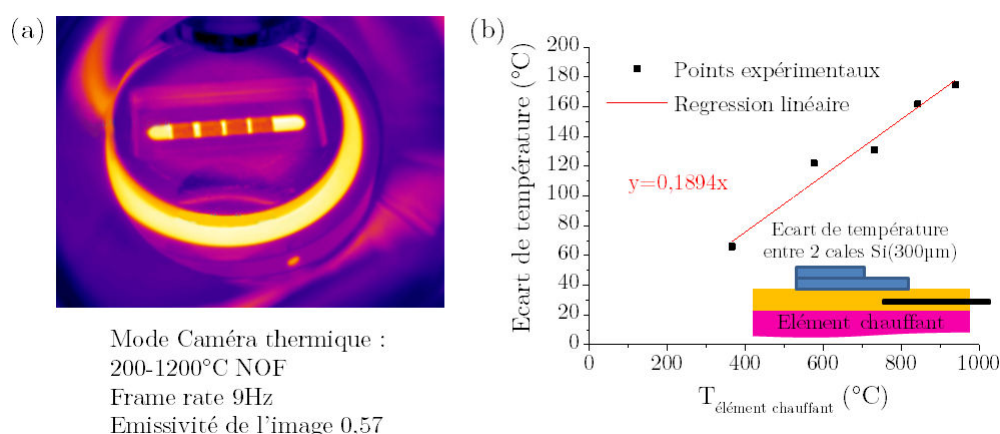 (a)
Mode Caméra thermique :
200-1200°C NOF
Frame rate 9Hz
Emissivité de l'image 0,57
(b)
Ecart de température (°C)
200
180
160
140
120
100
80
60
40
20
0
Points expérimentaux
Regression linéaire
y=0,1894x
Ecart de température
entre 2 cales Si(300µm)
Elément chauffant
0 200 400 600 800 1000
T élément chauffant (°C)